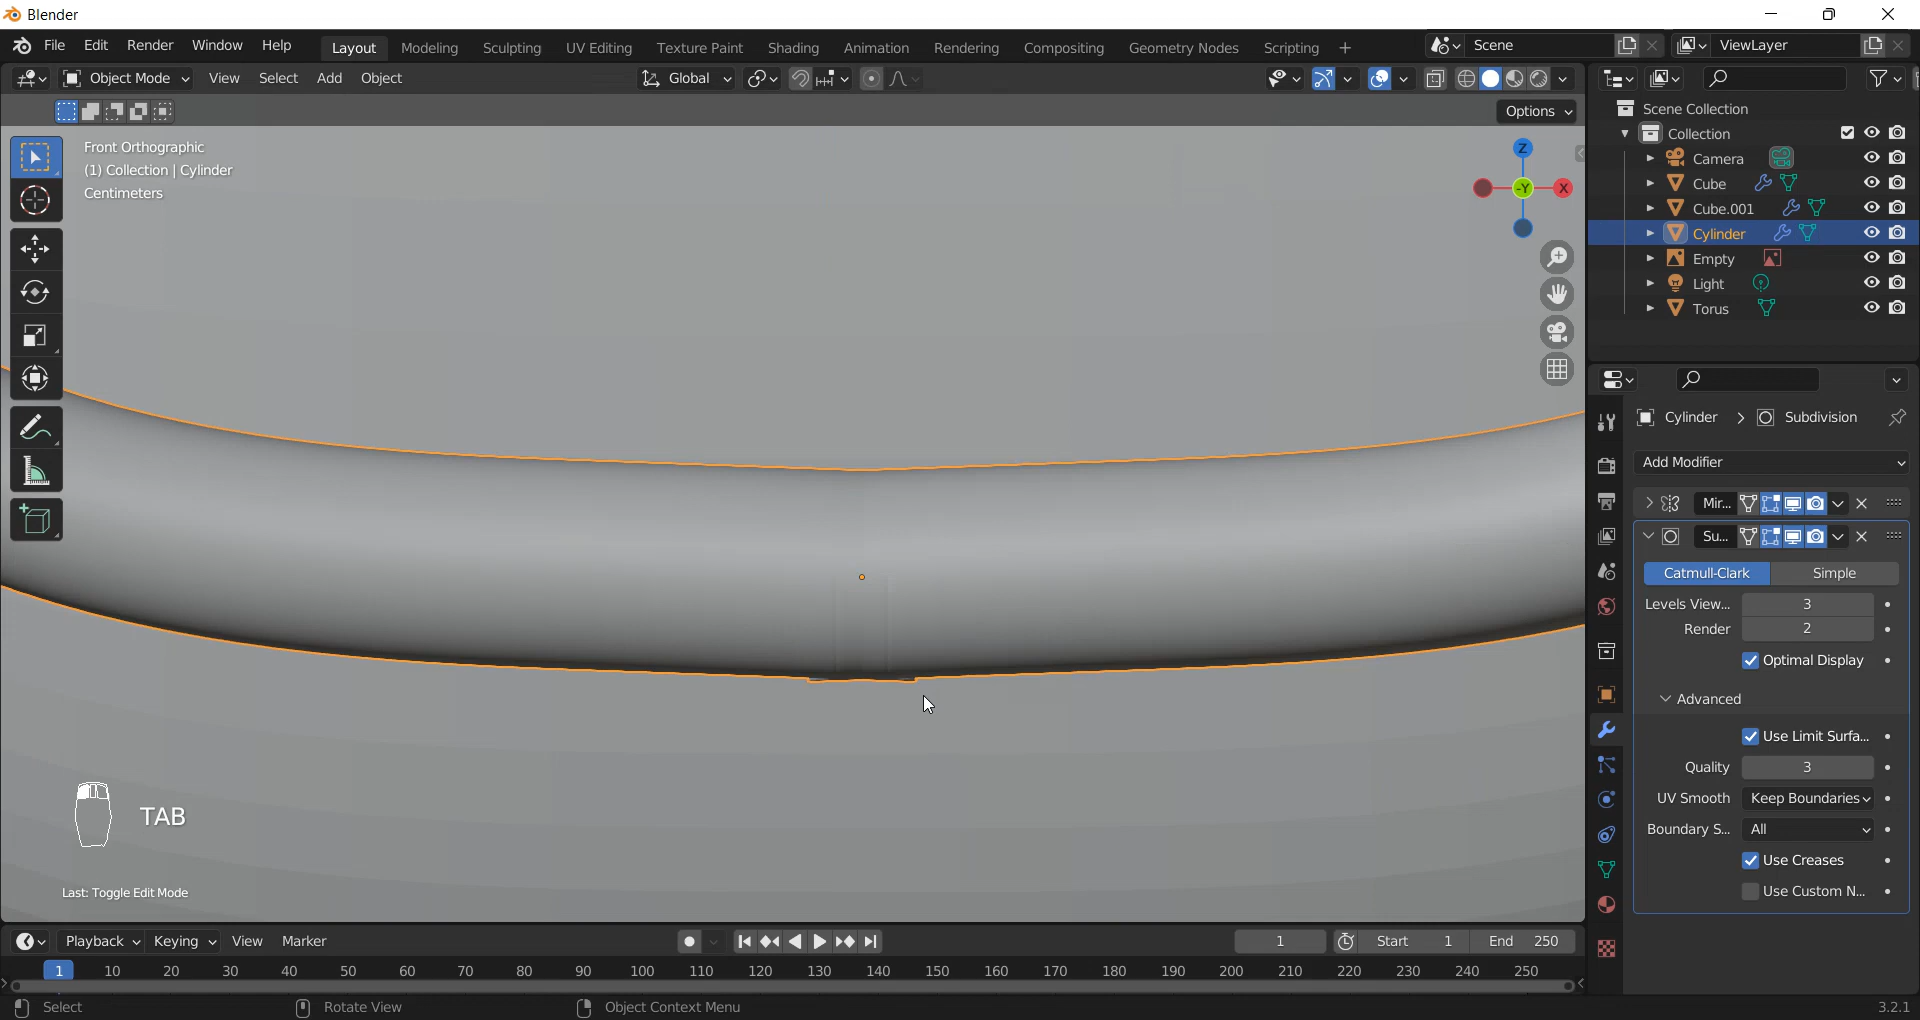 Blender
File Edit Render Window Help Layout Modeling Sculpting UV Editing Texture Paint Shading Animation Rendering Compositing Geometry Nodes Scripting + Scene ViewLayer
Object Mode View Select Add Object Global
Options
Front Orthographic
(1) Collection | Cylinder
Centimeters
Z
-Y
X
Scene Collection
Collection
Camera
Cube
Cube.001
Cylinder
Empty
Light
Torus
Cylinder > Subdivision
Add Modifier
Mir...
Su...
Catmull-Clark Simple
Levels View... 3
Render 2
Optimal Display
Advanced
Use Limit Surfa...
Quality 3
UV Smooth Keep Boundaries
Boundary S... All
Use Creases
Use Custom N...
TAB
Last: Toggle Edit Mode
Playback Keying View Marker 1 Start 1 End 250
1 10 20 30 40 50 60 70 80 90 100 110 120 130 140 150 160 170 180 190 200 210 220 230 240 250
Select Rotate View Object Context Menu 3.2.1